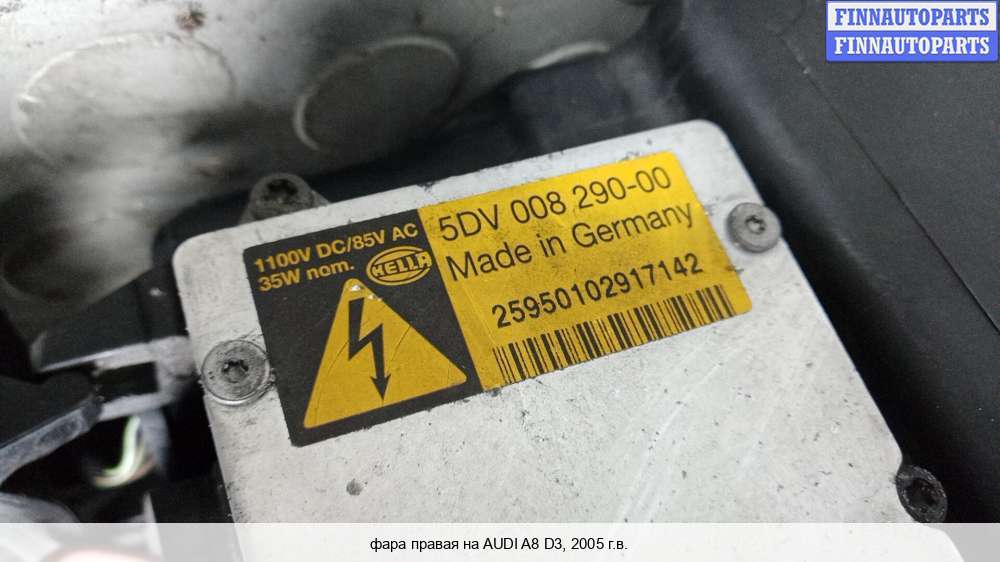 FINNAUTOPARTS
FINNAUTOPARTS
1100V DC/85V AC
35W nom.
HELLA
5DV 008 290-00
Made in Germany
25950102917142
фара правая на AUDI A8 D3, 2005 г.в.